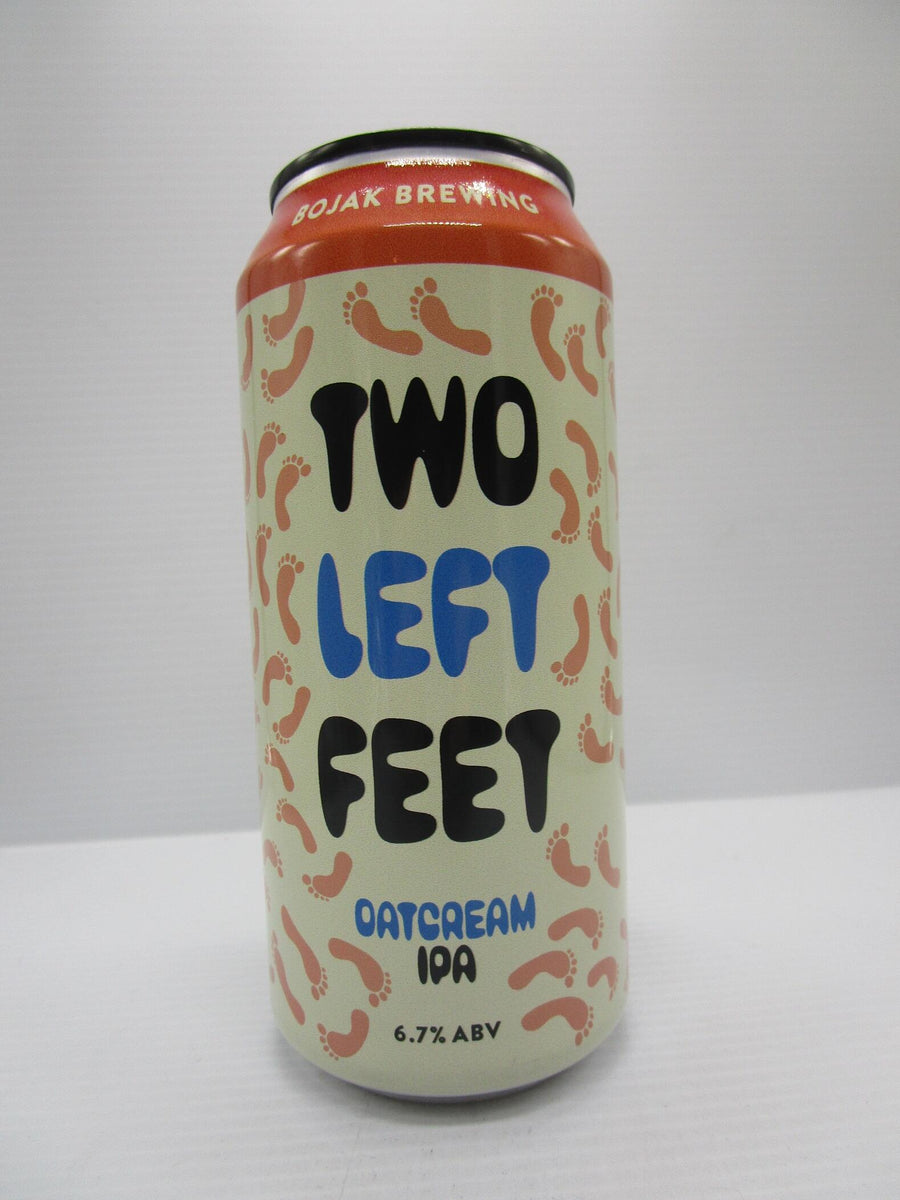 BOJAK BREWING
TWO
LEFT
FEET
OATCREAM
IPA
6.7% ABV